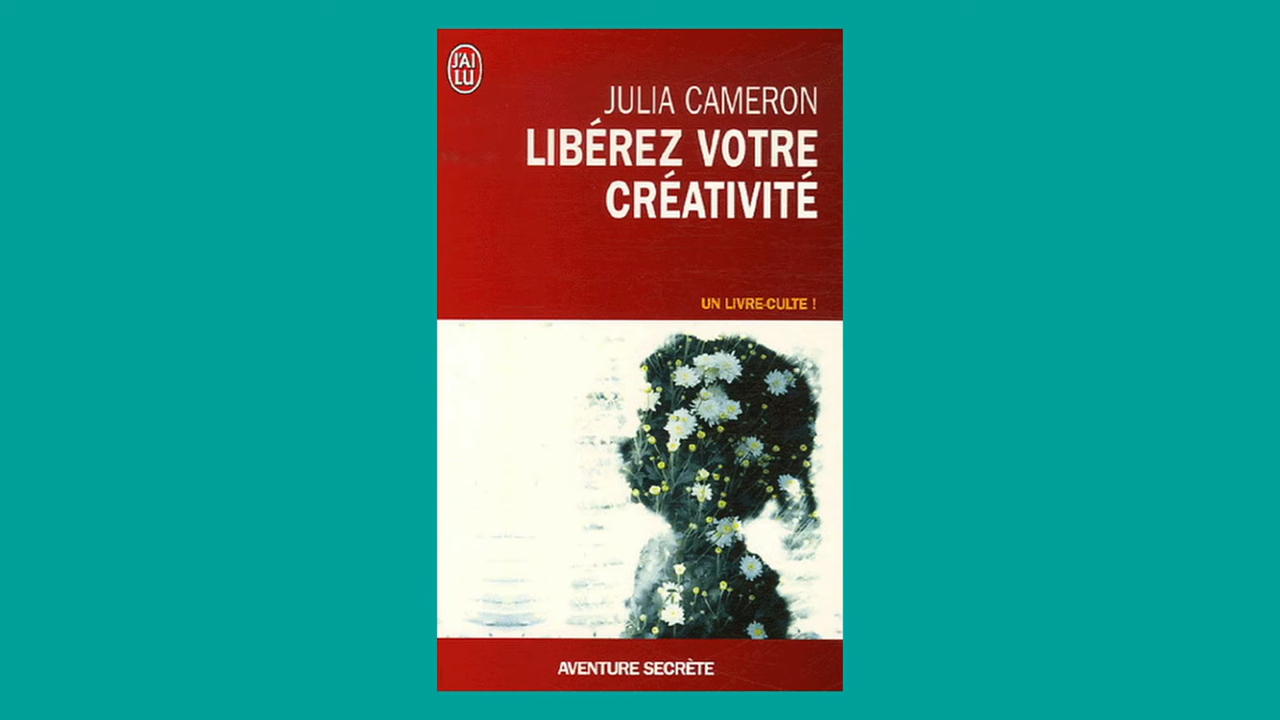 J'AI
LU
JULIA CAMERON
LIBÉREZ VOTRE
CRÉATIVITÉ
UN LIVRE-CULTE !
AVENTURE SECRÈTE